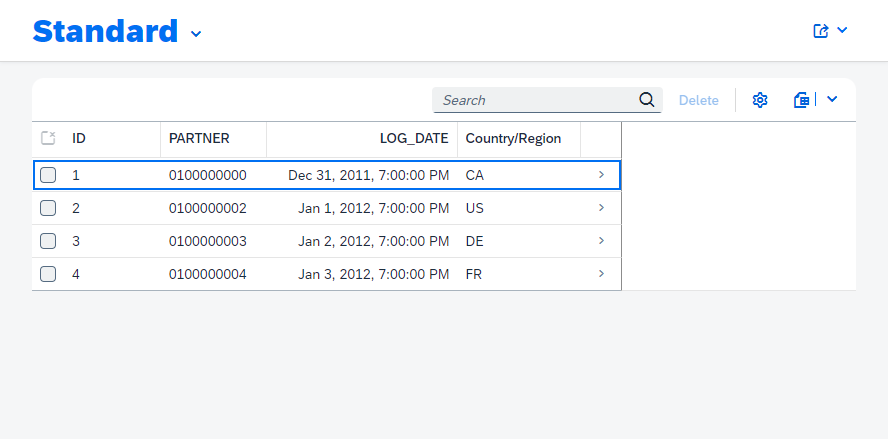 Standard
Search Delete
ID PARTNER LOG_DATE Country/Region
1 0100000000 Dec 31, 2011, 7:00:00 PM CA
2 0100000002 Jan 1, 2012, 7:00:00 PM US
3 0100000003 Jan 2, 2012, 7:00:00 PM DE
4 0100000004 Jan 3, 2012, 7:00:00 PM FR